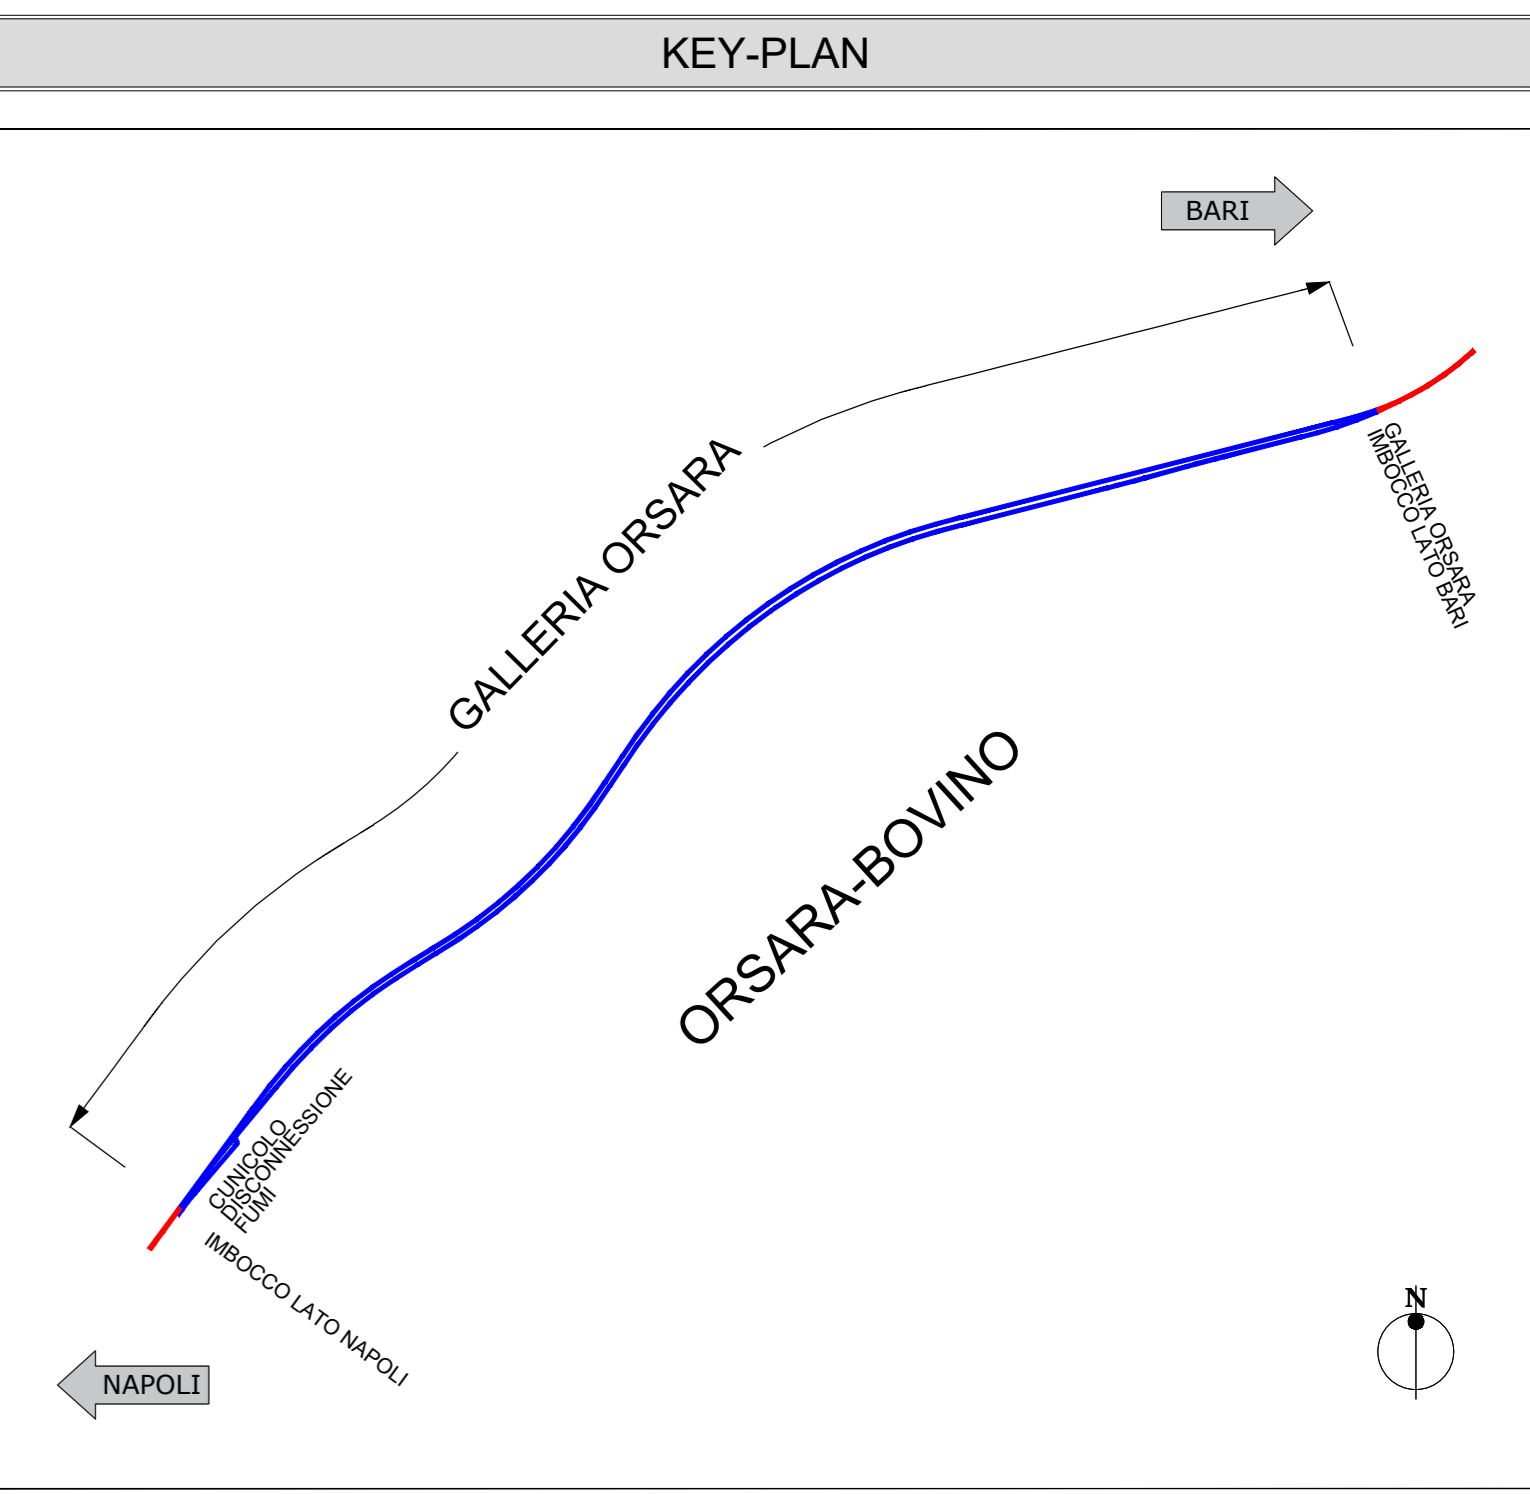 KEY-PLAN
BARI
GALLERIA ORSARA
GALLERIA ORSARA
IMBOCCO LATO BARI
ORSARA-BOVINO
CUNICOLO
DISCONNESSIONE
FUMI
IMBOCCO LATO NAPOLI
N
NAPOLI